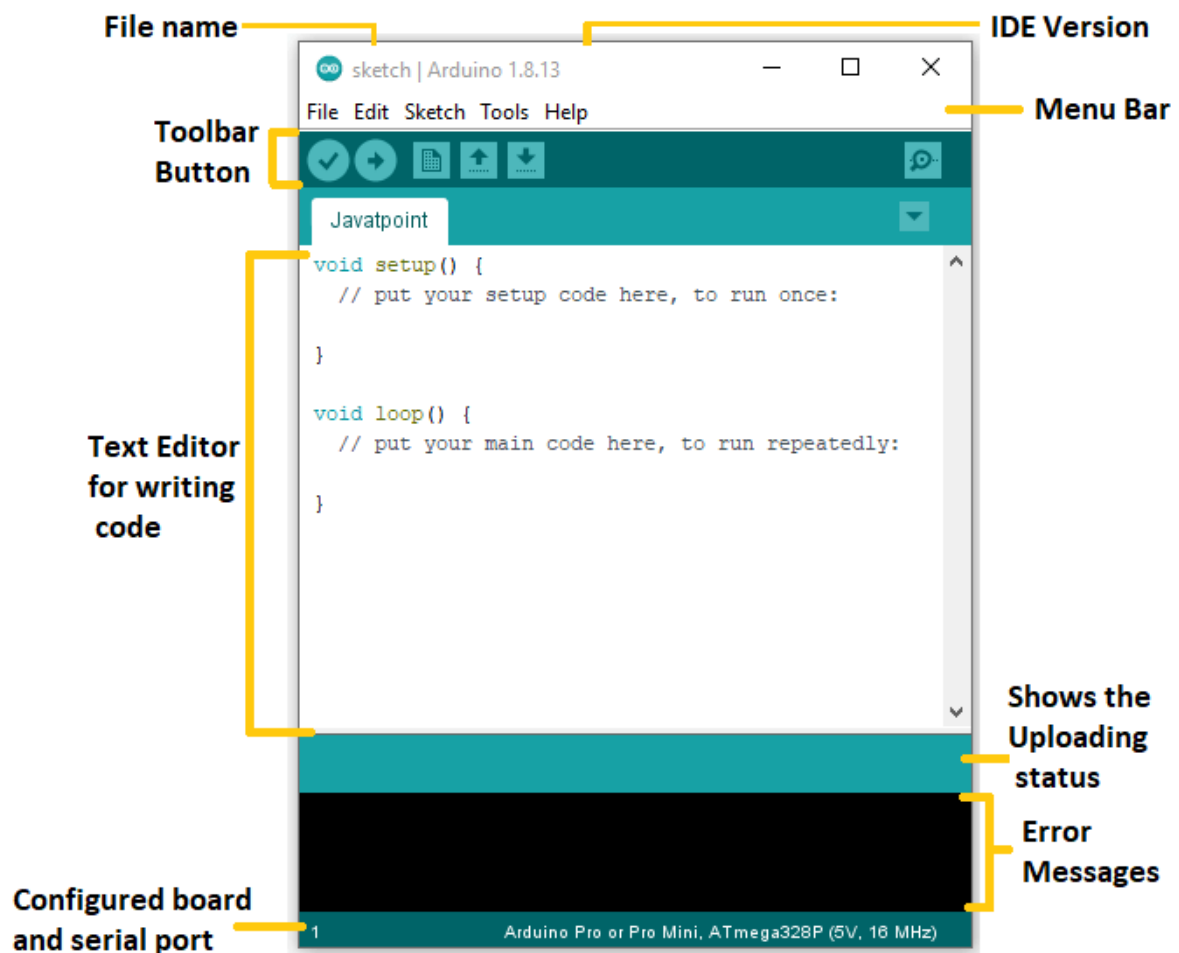 File name
IDE Version
sketch | Arduino 1.8.13
File Edit Sketch Tools Help
Menu Bar
Toolbar
Button
Javatpoint
void setup() {
// put your setup code here, to run once:
}
void loop() {
// put your main code here, to run repeatedly:
}
Text Editor
for writing
code
Shows the
Uploading
status
Error
Messages
Configured board
and serial port
1
Arduino Pro or Pro Mini, ATmega328P (5V, 16 MHz)